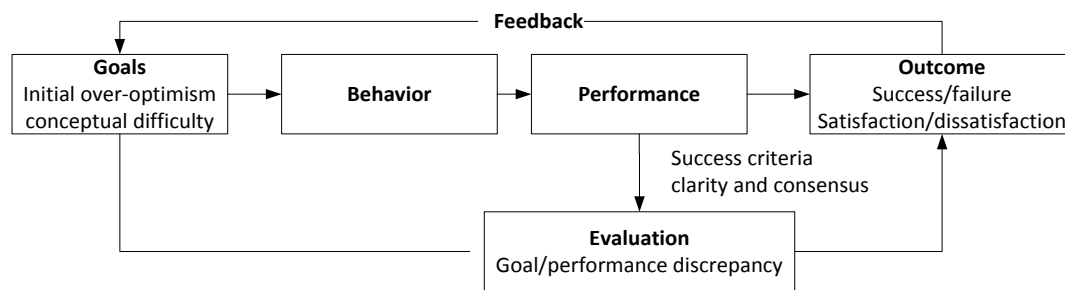 Feedback
Goals
Initial over-optimism
conceptual difficulty
Behavior
Performance
Outcome
Success/failure
Satisfaction/dissatisfaction
Success criteria
clarity and consensus
Evaluation
Goal/performance discrepancy